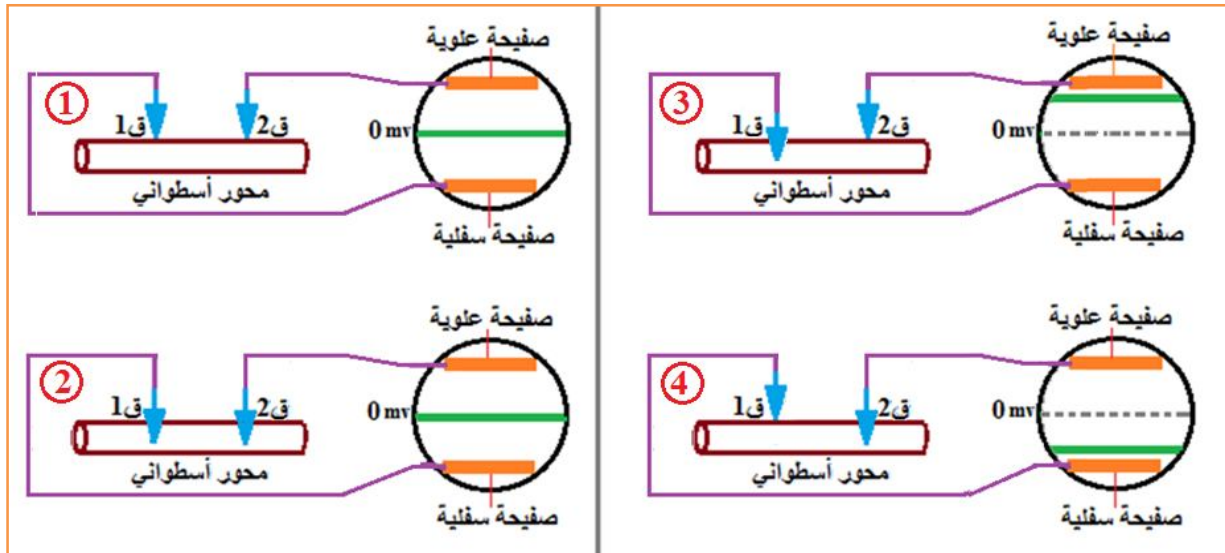 صفيحة علوية
①
ق1
ق2
0 mv
محور أسطواني
صفيحة سفلية
صفيحة علوية
②
ق1
ق2
0 mv
محور أسطواني
صفيحة سفلية
صفيحة علوية
③
ق1
ق2
0 mv
محور أسطواني
صفيحة سفلية
صفيحة علوية
④
ق1
ق2
0 mv
محور أسطواني
صفيحة سفلية